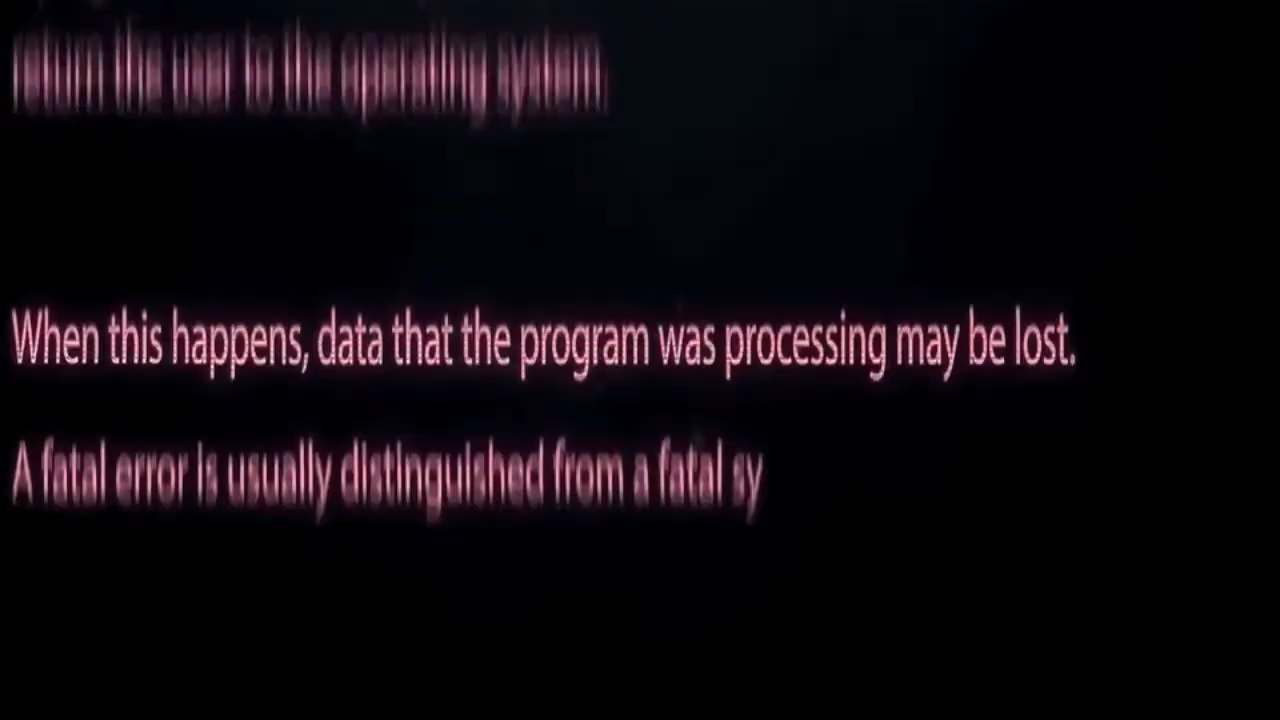 return the user to the operating system.
When this happens, data that the program was processing may be lost.
A fatal error is usually distinguished from a fatal sy